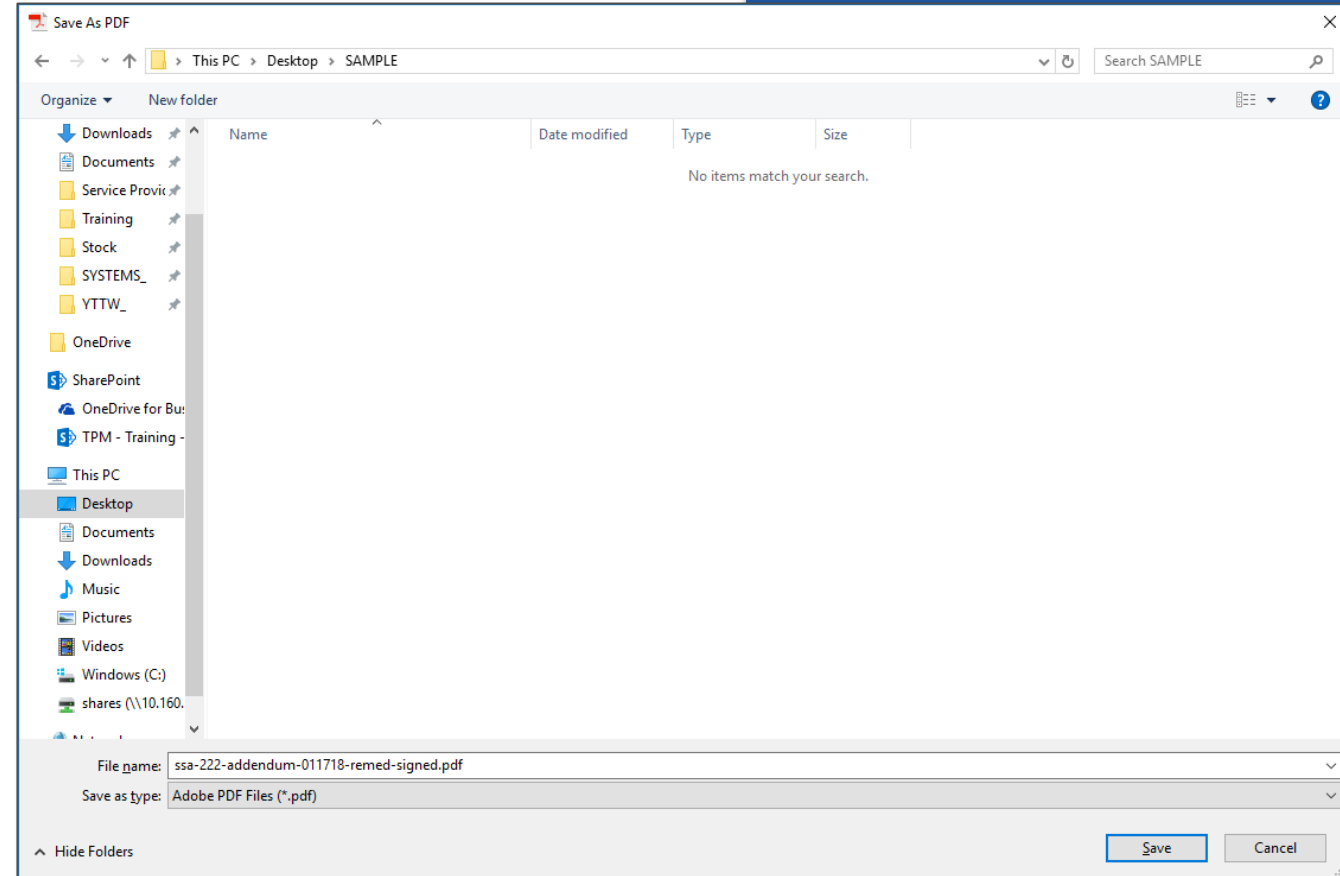 Save As PDF
This PC > Desktop > SAMPLE
Search SAMPLE
Organize
New folder
Name
Date modified
Type
Size
No items match your search.
Downloads
Documents
Service Provic
Training
Stock
SYSTEMS_
YTTW_
OneDrive
SharePoint
OneDrive for Bus
TPM - Training -
This PC
Desktop
Documents
Downloads
Music
Pictures
Videos
Windows (C:)
shares (\\10.160.
File name: ssa-222-addendum-011718-remed-signed.pdf
Save as type: Adobe PDF Files (*.pdf)
Hide Folders
Save
Cancel